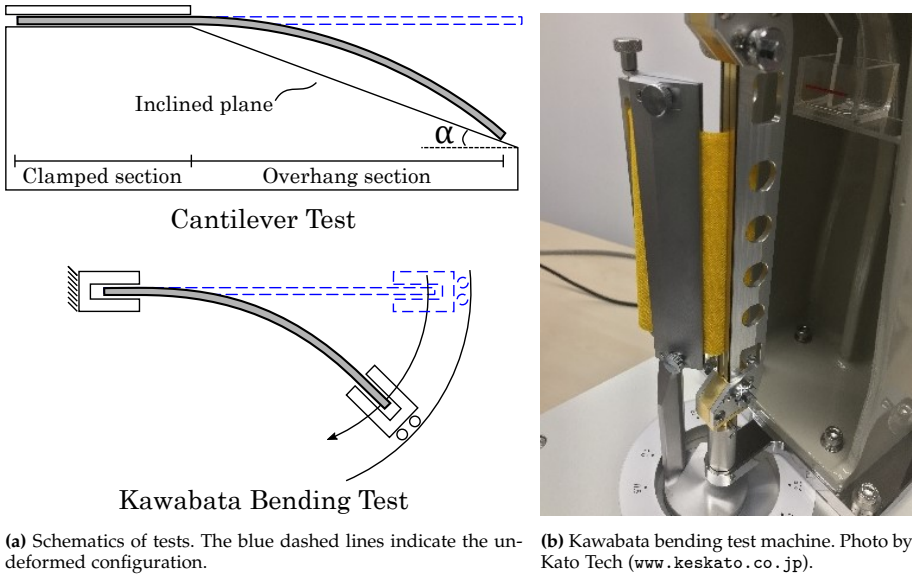 Inclined plane
α
Clamped section
Overhang section
Cantilever Test
Kawabata Bending Test
(a) Schematics of tests. The blue dashed lines indicate the un-
deformed configuration.
(b) Kawabata bending test machine. Photo by
Kato Tech (www.keskato.co.jp).